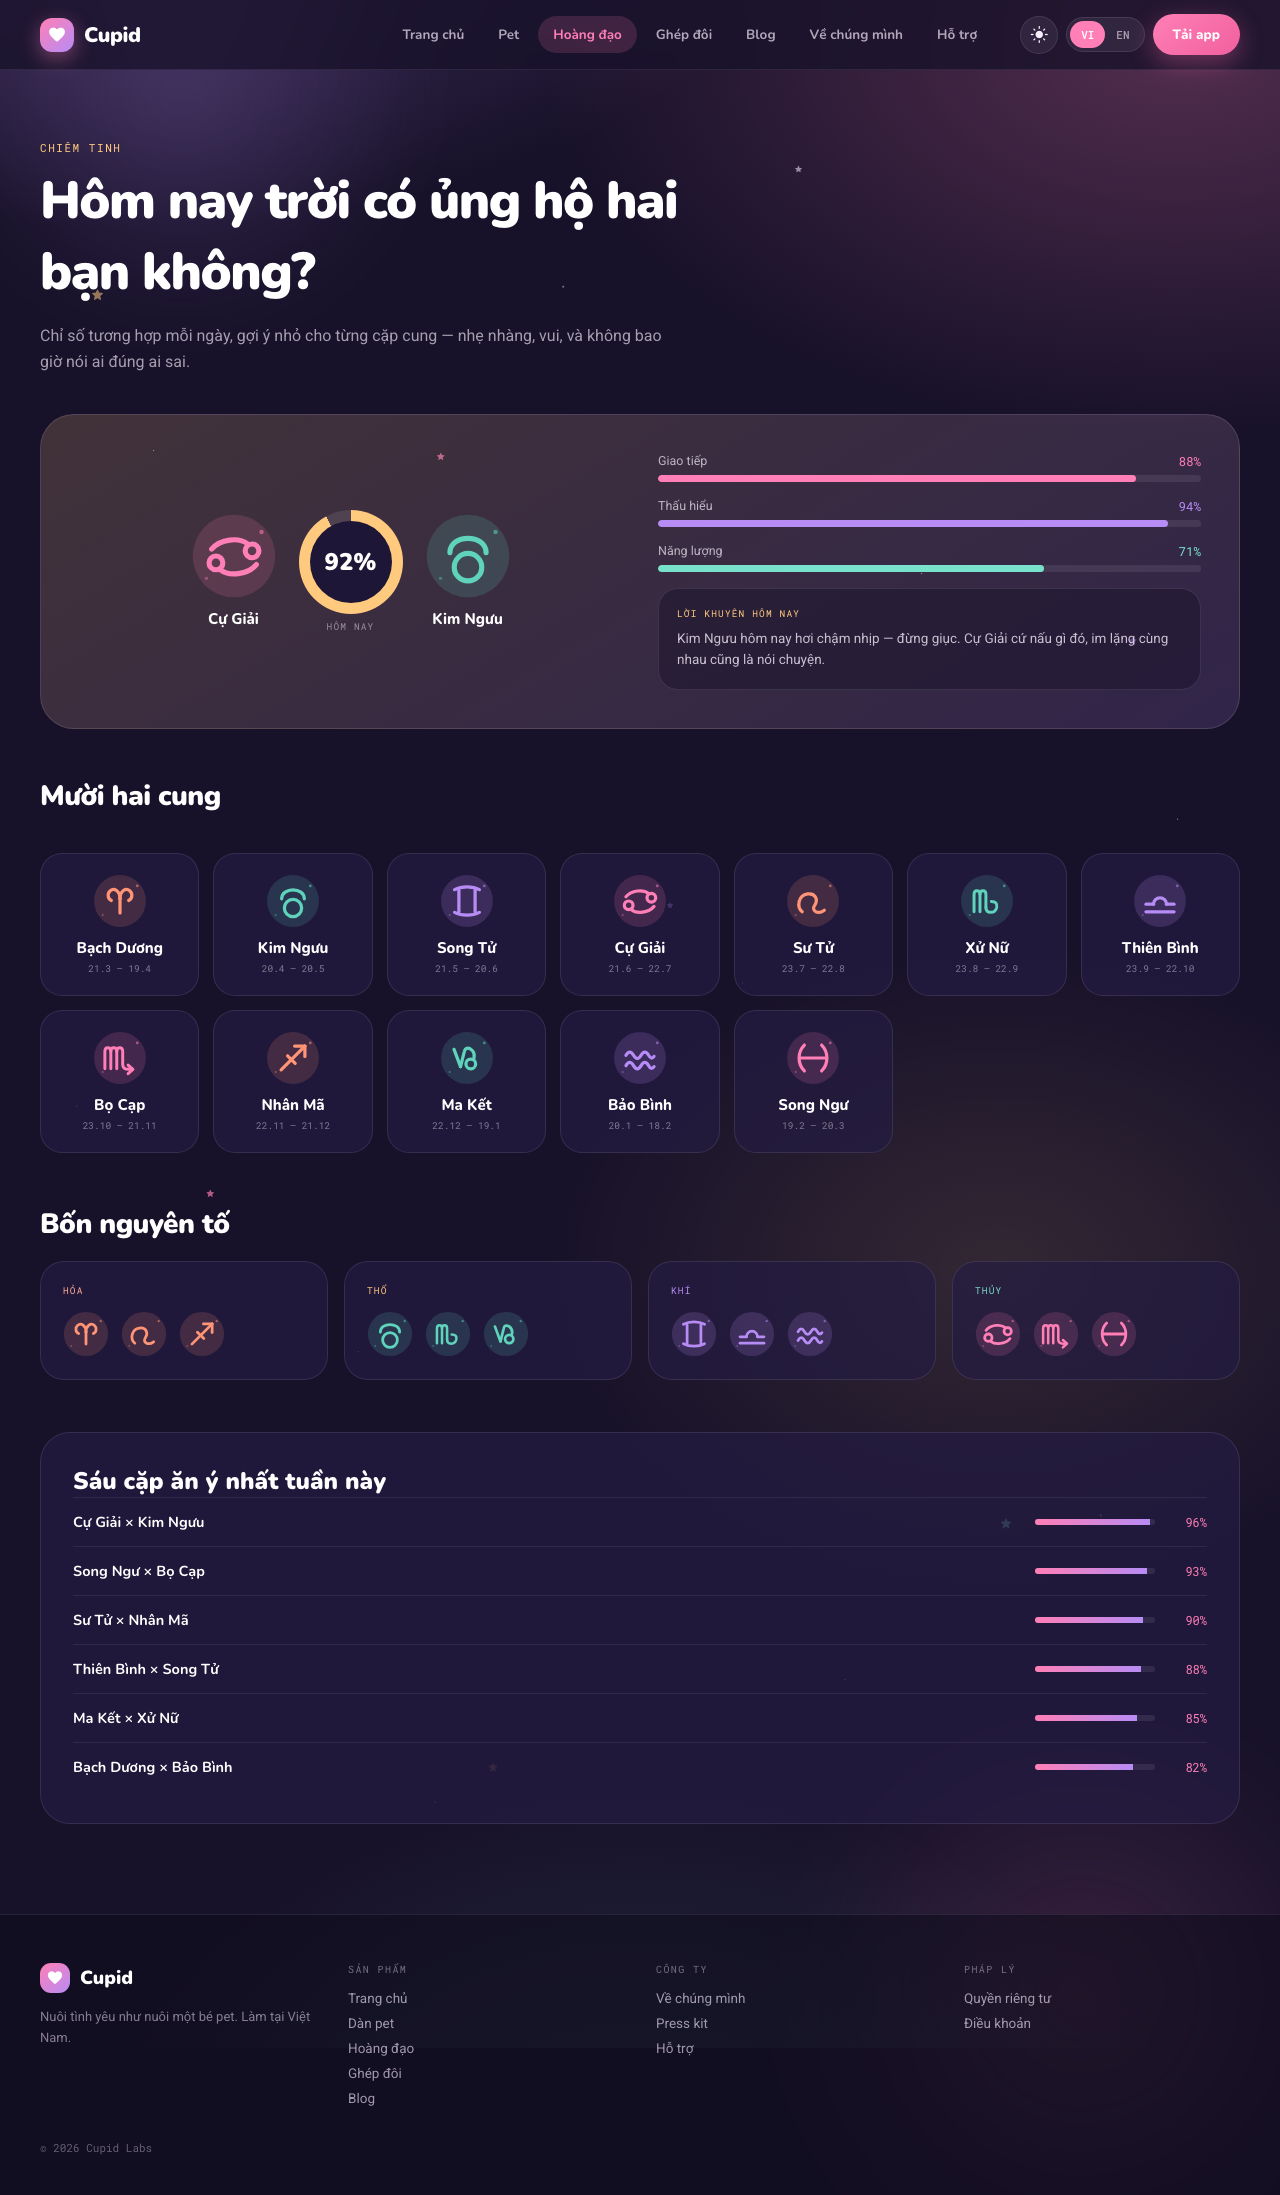 Cupid
Trang chủ
Pet
Hoàng đạo
Ghép đôi
Blog
Về chúng mình
Hỗ trợ
VI
EN
Tải app
CHIÊM TINH
Hôm nay trời có ủng hộ hai
bạn không?
Chỉ số tương hợp mỗi ngày, gợi ý nhỏ cho từng cặp cung — nhẹ nhàng, vui, và không bao
giờ nói ai đúng ai sai.
Cự Giải
92%
HÔM NAY
Kim Ngưu
Giao tiếp
88%
Thấu hiểu
94%
Năng lượng
71%
LỜI KHUYÊN HÔM NAY
Kim Ngưu hôm nay hơi chậm nhịp — đừng giục. Cự Giải cứ nấu gì đó, im lặng cùng
nhau cũng là nói chuyện.
Mười hai cung
Bạch Dương
21.3 — 19.4
Kim Ngưu
20.4 — 20.5
Song Tử
21.5 — 20.6
Cự Giải
21.6 — 22.7
Sư Tử
23.7 — 22.8
Xử Nữ
23.8 — 22.9
Thiên Bình
23.9 — 22.10
Bọ Cạp
23.10 — 21.11
Nhân Mã
22.11 — 21.12
Ma Kết
22.12 — 19.1
Bảo Bình
20.1 — 18.2
Song Ngư
19.2 — 20.3
Bốn nguyên tố
HỎA
THỔ
KHÍ
THỦY
Sáu cặp ăn ý nhất tuần này
Cự Giải × Kim Ngưu
96%
Song Ngư × Bọ Cạp
93%
Sư Tử × Nhân Mã
90%
Thiên Bình × Song Tử
88%
Ma Kết × Xử Nữ
85%
Bạch Dương × Bảo Bình
82%
Cupid
Nuôi tình yêu như nuôi một bé pet. Làm tại Việt
Nam.
SẢN PHẨM
Trang chủ
Dàn pet
Hoàng đạo
Ghép đôi
Blog
CÔNG TY
Về chúng mình
Press kit
Hỗ trợ
PHÁP LÝ
Quyền riêng tư
Điều khoản
© 2026 Cupid Labs